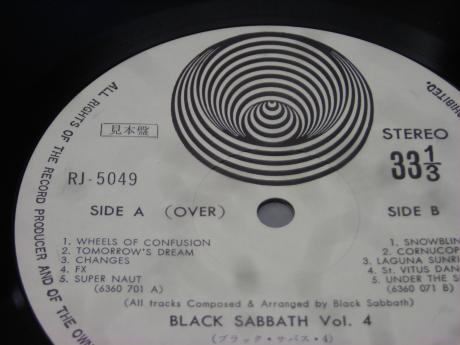 ALL RIGHTS OF THE RECORD PRODUCER AND OF THE OWN
HIBITED.
見本盤
STEREO
RJ-5049
33 1/3
SIDE A (OVER)
SIDE B
1. WHEELS OF CONFUSION
2. TOMORROW'S DREAM
3. CHANGES
4. FX
5. SUPER NAUT
(6360 701 A)
1. SNOWBLIN
2. CORNUCOP
3. LAGUNA SUNRI
4. St. VITUS DAN
5. UNDER THE S
(6360 071 B)
(All tracks Composed & Arranged by Black Sabbath)
BLACK SABBATH Vol. 4
(ブラック・サバス・4)